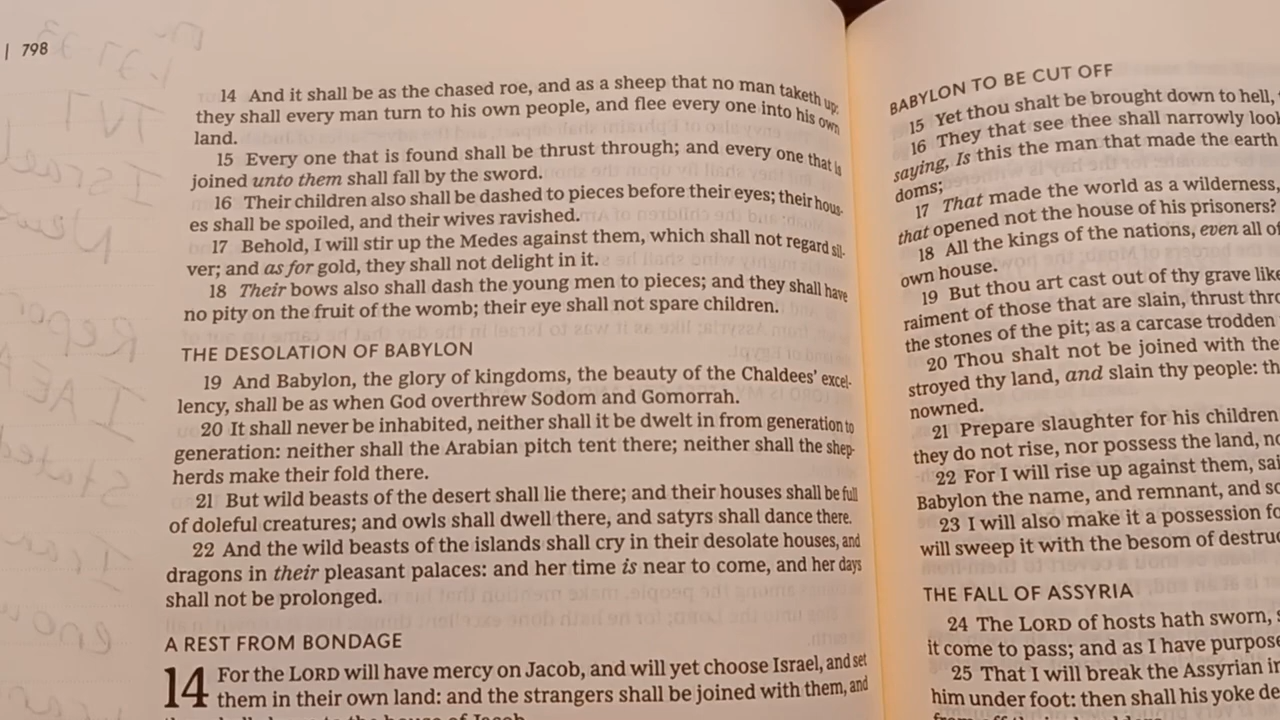 | 798
14 And it shall be as the chased roe, and as a sheep that no man taketh up:
they shall every man turn to his own people, and flee every one into his own
land.
15 Every one that is found shall be thrust through; and every one that is
joined unto them shall fall by the sword.
16 Their children also shall be dashed to pieces before their eyes; their hous-
es shall be spoiled, and their wives ravished.
17 Behold, I will stir up the Medes against them, which shall not regard sil-
ver; and as for gold, they shall not delight in it.
18 Their bows also shall dash the young men to pieces; and they shall have
no pity on the fruit of the womb; their eye shall not spare children.
THE DESOLATION OF BABYLON
19 And Babylon, the glory of kingdoms, the beauty of the Chaldees’ excel-
lency, shall be as when God overthrew Sodom and Gomorrah.
20 It shall never be inhabited, neither shall it be dwelt in from generation to
generation: neither shall the Arabian pitch tent there; neither shall the shep-
herds make their fold there.
21 But wild beasts of the desert shall lie there; and their houses shall be full
of doleful creatures; and owls shall dwell there, and satyrs shall dance there.
22 And the wild beasts of the islands shall cry in their desolate houses, and
dragons in their pleasant palaces: and her time is near to come, and her days
shall not be prolonged.
A REST FROM BONDAGE
14 For the LORD will have mercy on Jacob, and will yet choose Israel, and set
them in their own land: and the strangers shall be joined with them, and
house of Jacob
BABYLON TO BE CUT OFF
15 Yet thou shalt be brought down to hell,
16 They that see thee shall narrowly look
saying, Is this the man that made the earth
doms;
17 That made the world as a wilderness,
that opened not the house of his prisoners?
18 All the kings of the nations, even all of
own house.
19 But thou art cast out of thy grave like
raiment of those that are slain, thrust thro
the stones of the pit; as a carcase trodden
20 Thou shalt not be joined with the
stroyed thy land, and slain thy people: th
nowned.
21 Prepare slaughter for his children
they do not rise, nor possess the land, no
22 For I will rise up against them, sai
Babylon the name, and remnant, and so
23 I will also make it a possession fo
will sweep it with the besom of destruc
THE FALL OF ASSYRIA
24 The LORD of hosts hath sworn,
it come to pass; and as I have purpose
25 That I will break the Assyrian in
him under foot: then shall his yoke de